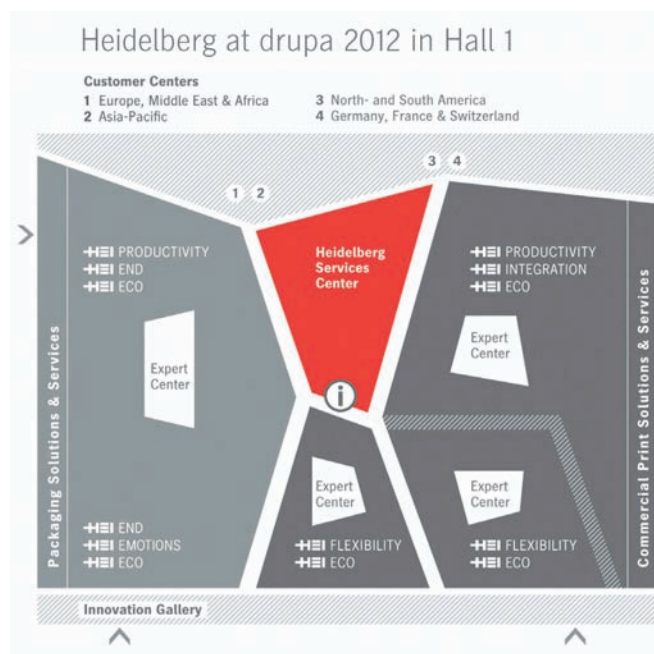 Heidelberg at drupa 2012 in Hall 1
Customer Centers
1 Europe, Middle East & Africa
2 Asia-Pacific
3 North- and South America
4 Germany, France & Switzerland
1 2
3 4
Packaging Solutions & Services
HEI PRODUCTIVITY
HEI END
HEI ECO
Expert
Center
HEI END
HEI EMOTIONS
HEI ECO
Heidelberg
Services
Center
i
Expert
Center
HEI FLEXIBILITY
HEI ECO
HEI PRODUCTIVITY
HEI INTEGRATION
HEI ECO
Expert
Center
Expert
Center
HEI FLEXIBILITY
HEI ECO
Commercial Print Solutions & Services
Innovation Gallery